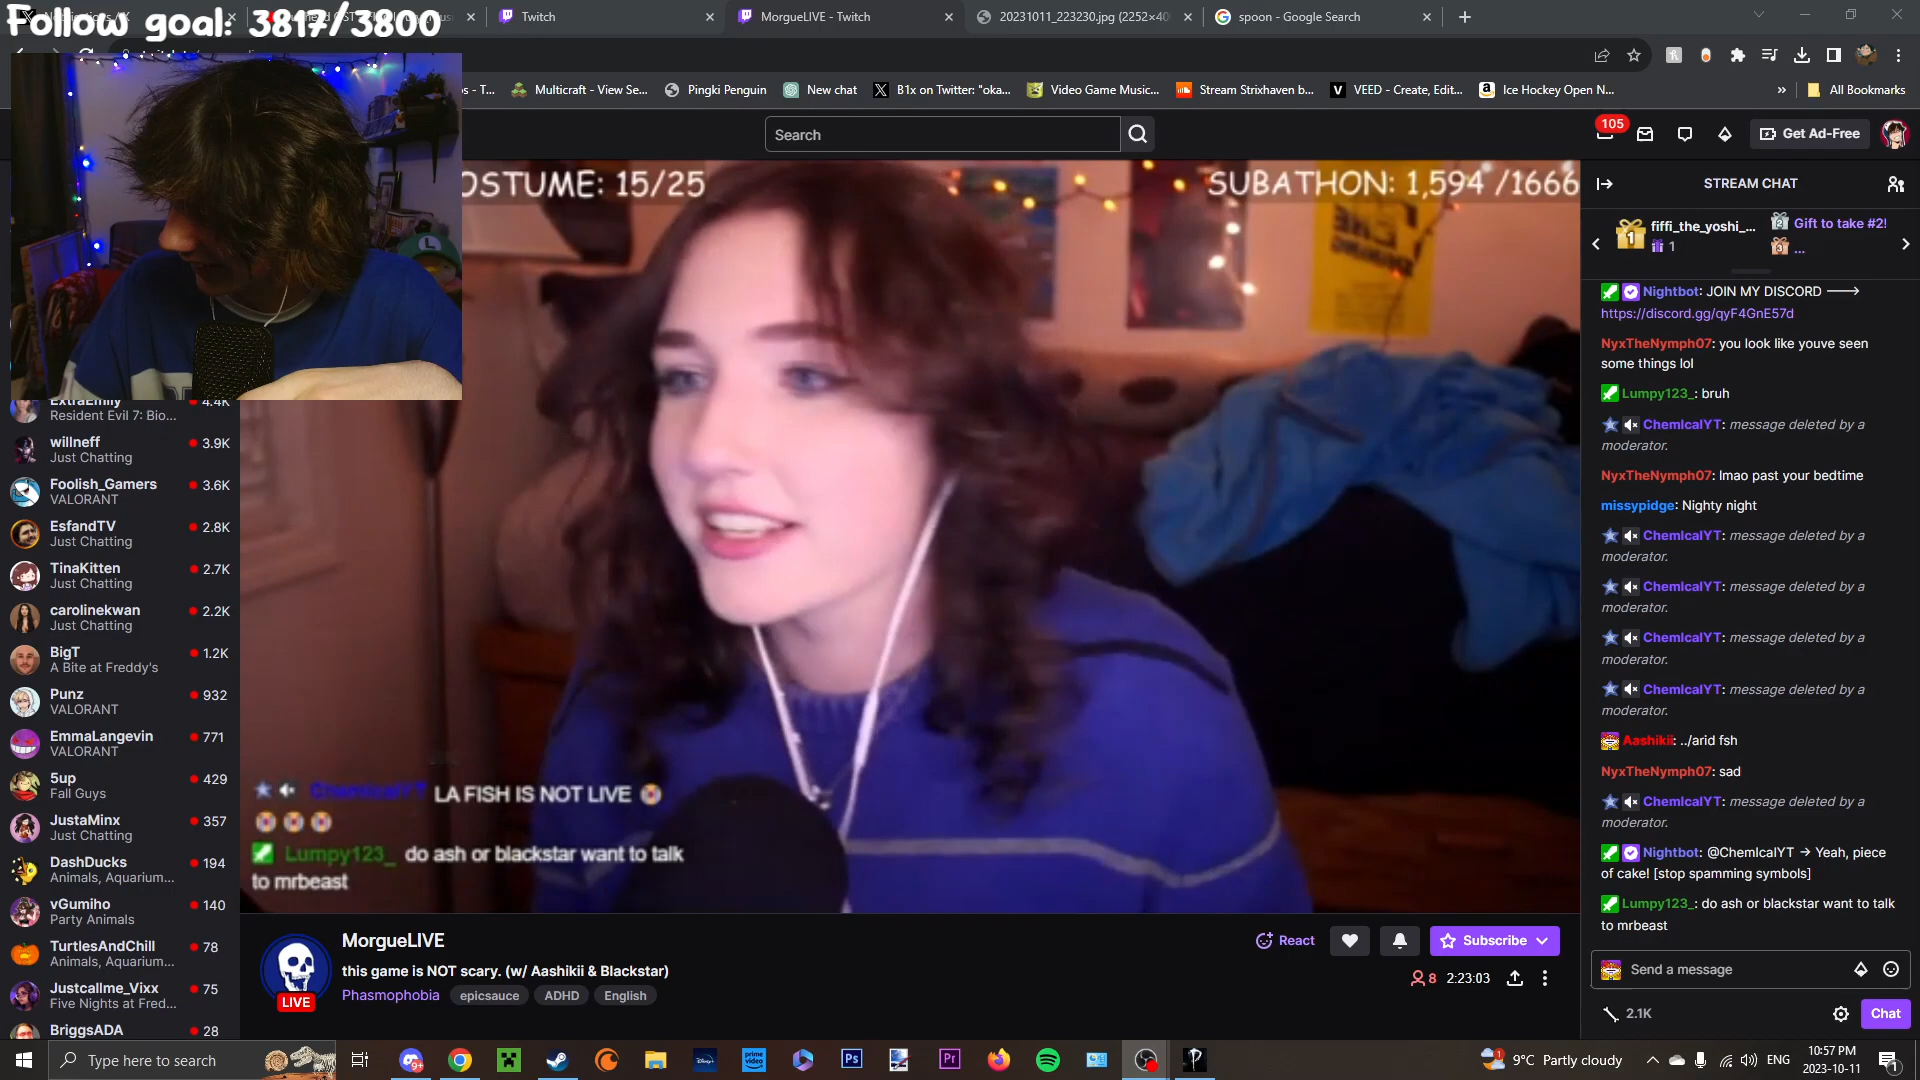 Follow goal: 3817/3800
Twitch
MorgueLIVE - Twitch
20231011_223230.jpg (2252×40
spoon - Google Search
s - T...
Multicraft - View Se...
Pingki Penguin
New chat
B1x on Twitter: "oka...
Video Game Music...
Stream Strixhaven b...
VEED - Create, Edit...
Ice Hockey Open N...
»
All Bookmarks
Search
105
Get Ad-Free
OSTUME: 15/25
SUBATHON: 1,594 /1666
STREAM CHAT
fiffi_the_yoshi_...
1
Gift to take #2!
...
Nightbot: JOIN MY DISCORD ⟶
https://discord.gg/qyF4GnE57d
NyxTheNymph07: you look like youve seen
some things lol
Lumpy123_: bruh
ChemIcalYT: message deleted by a
moderator.
NyxTheNymph07: lmao past your bedtime
missypidge: Nighty night
ChemIcalYT: message deleted by a
moderator.
ChemIcalYT: message deleted by a
moderator.
ChemIcalYT: message deleted by a
moderator.
ChemIcalYT: message deleted by a
moderator.
Aashikii: ../arid fsh
NyxTheNymph07: sad
ChemIcalYT: message deleted by a
moderator.
Nightbot: @ChemIcalYT → Yeah, piece
of cake! [stop spamming symbols]
Lumpy123_: do ash or blackstar want to talk
to mrbeast
Send a message
2.1K
Chat
ExtraEmily 4.4K
Resident Evil 7: Bio...
willneff 3.9K
Just Chatting
Foolish_Gamers 3.6K
VALORANT
EsfandTV 2.8K
Just Chatting
TinaKitten 2.7K
Just Chatting
carolinekwan 2.2K
Just Chatting
BigT 1.2K
A Bite at Freddy's
Punz 932
VALORANT
EmmaLangevin 771
VALORANT
5up 429
Fall Guys
JustaMinx 357
Just Chatting
DashDucks 194
Animals, Aquarium...
vGumiho 140
Party Animals
TurtlesAndChill 78
Animals, Aquarium...
Justcallme_Vixx 75
Five Nights at Fred...
BriggsADA 28
ChemIcalYT LA FISH IS NOT LIVE
Lumpy123_ do ash or blackstar want to talk
to mrbeast
MorgueLIVE
this game is NOT scary. (w/ Aashikii & Blackstar)
Phasmophobia epicsauce ADHD English
LIVE
React
Subscribe
8 2:23:03
Type here to search
9°C Partly cloudy
ENG
10:57 PM
2023-10-11